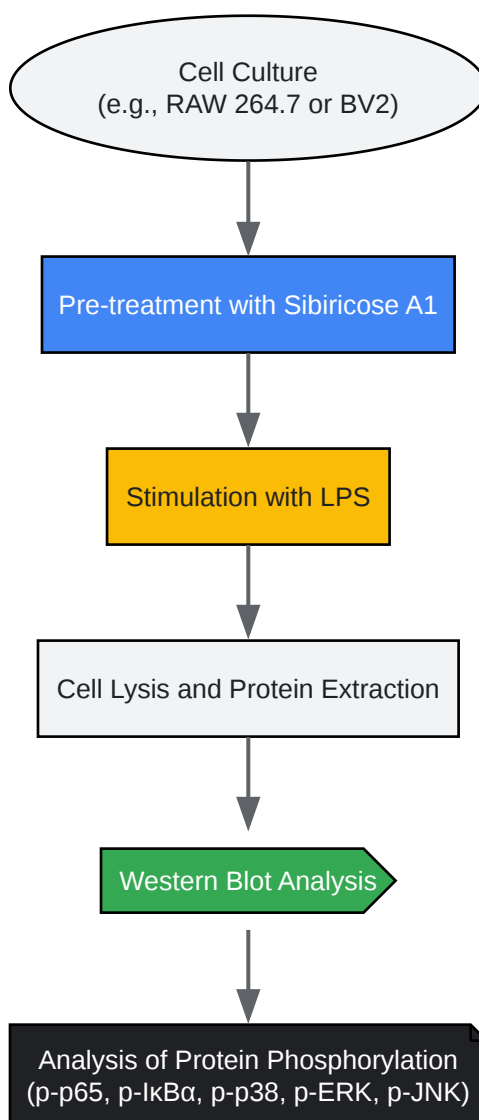 Cell Culture
(e.g., RAW 264.7 or BV2)
Pre-treatment with Sibiricose A1
Stimulation with LPS
Cell Lysis and Protein Extraction
Western Blot Analysis
Analysis of Protein Phosphorylation
(p-p65, p-IκBα, p-p38, p-ERK, p-JNK)